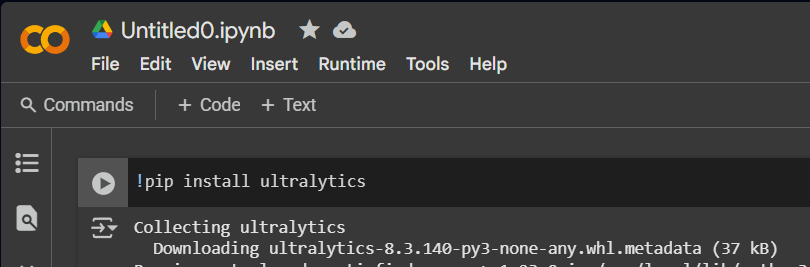 Untitled0.ipynb
File Edit View Insert Runtime Tools Help
Commands + Code + Text
!pip install ultralytics
Collecting ultralytics
Downloading ultralytics-8.3.140-py3-none-any.whl.metadata (37 kB)